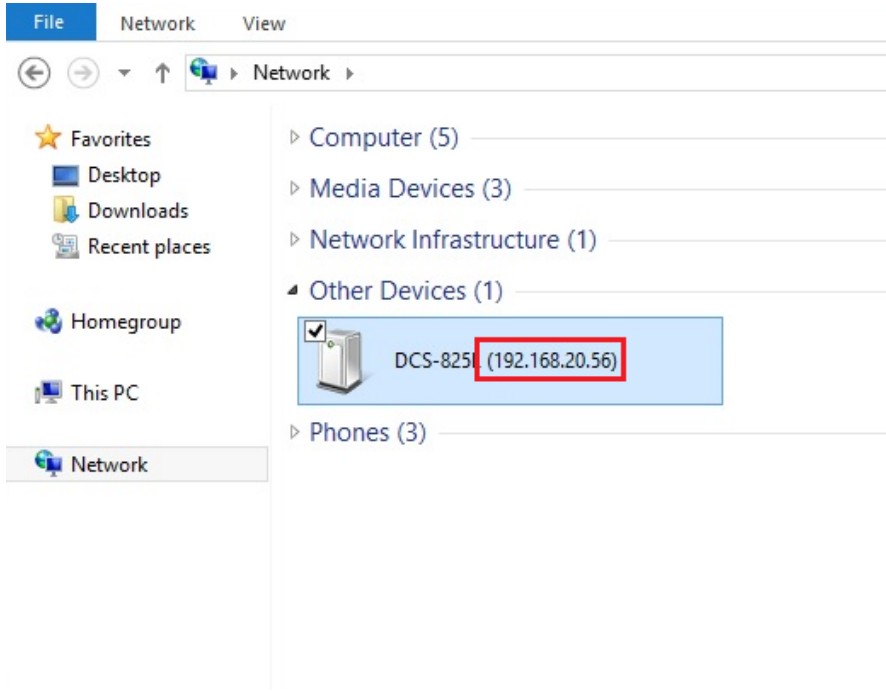 File Network View
Network
Favorites
Desktop
Downloads
Recent places
Homegroup
This PC
Network
Computer (5)
Media Devices (3)
Network Infrastructure (1)
Other Devices (1)
DCS-825L (192.168.20.56)
Phones (3)